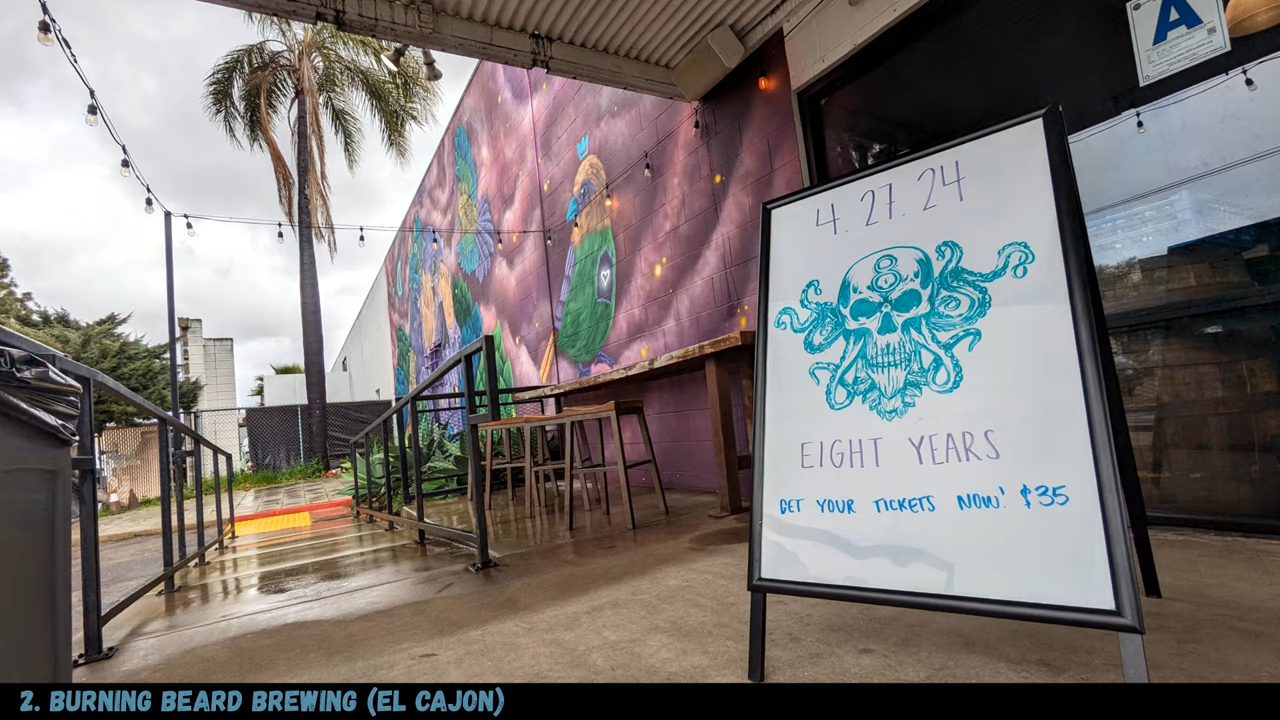 A
4.27.24
8
EIGHT YEARS
GET YOUR TICKETS NOW! $35
2. BURNING BEARD BREWING (EL CAJON)